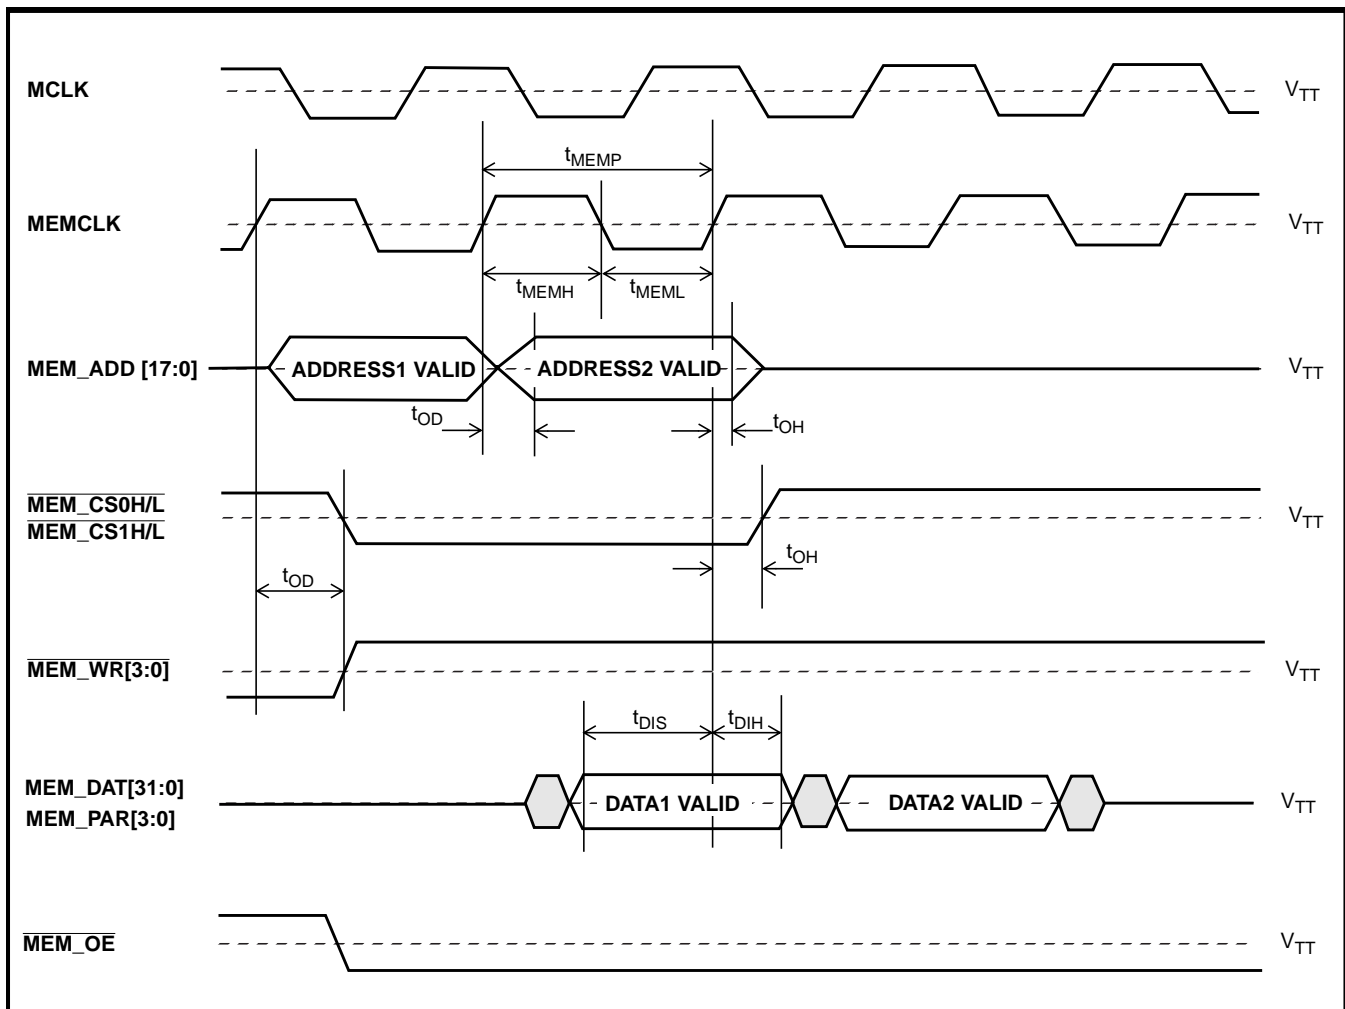 MCLK
V_TT
t_MEMP
MEMCLK
V_TT
t_MEMH
t_MEML
MEM_ADD [17:0]
ADDRESS1 VALID
ADDRESS2 VALID
V_TT
t_OD
t_OH
MEM_CS0H/L
MEM_CS1H/L
V_TT
t_OH
t_OD
MEM_WR[3:0]
V_TT
t_DIS
t_DIH
MEM_DAT[31:0]
MEM_PAR[3:0]
DATA1 VALID
DATA2 VALID
V_TT
MEM_OE
V_TT